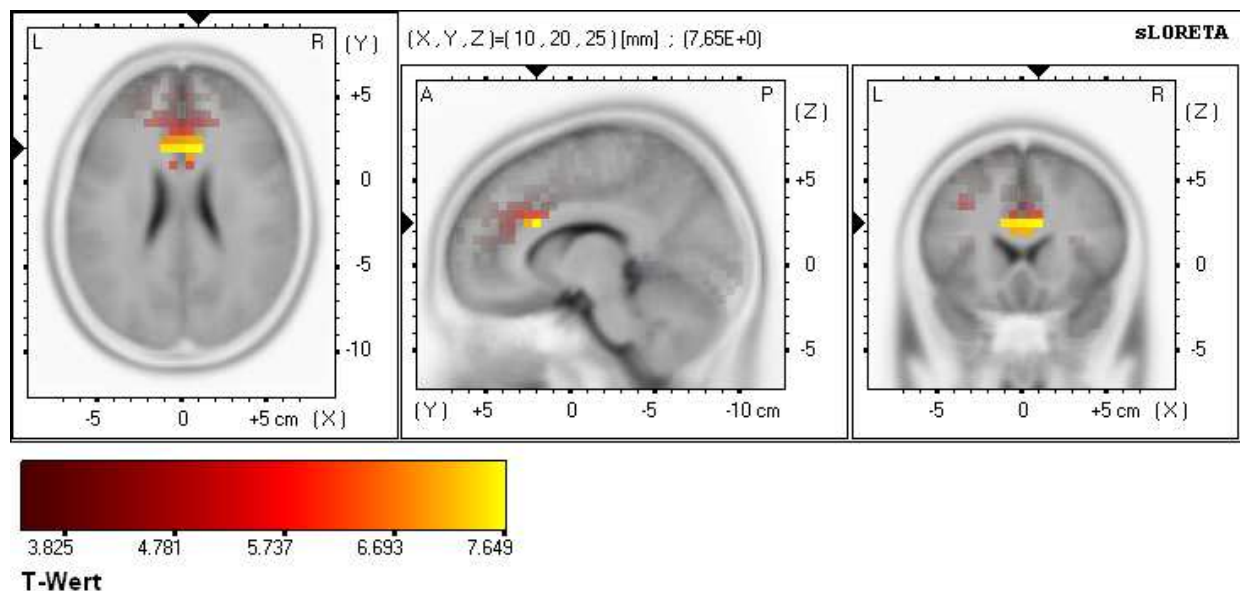 L R (Y)
+5
0
-5
-10
-5 0 +5 cm (X)
(X, Y, Z)=(10, 20, 25) [mm] ; (7,65E+0)
sLORETA
A P (Z)
+5
0
-5
(Y) +5 0 -5 -10 cm
L R (Z)
+5
0
-5
-5 0 +5 cm (X)
3.825 4.781 5.737 6.693 7.649
T-Wert